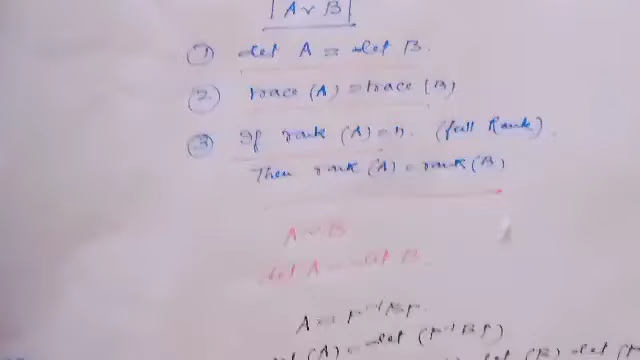 A ~ B
① det A = det B.
② trace (A) = trace (B)
③ If rank (A) = n. (full Rank).
Then rank (A) = rank (B)
A ~ B
det A = det B.
A = P⁻¹BP.
det (A) = det (P⁻¹BP)